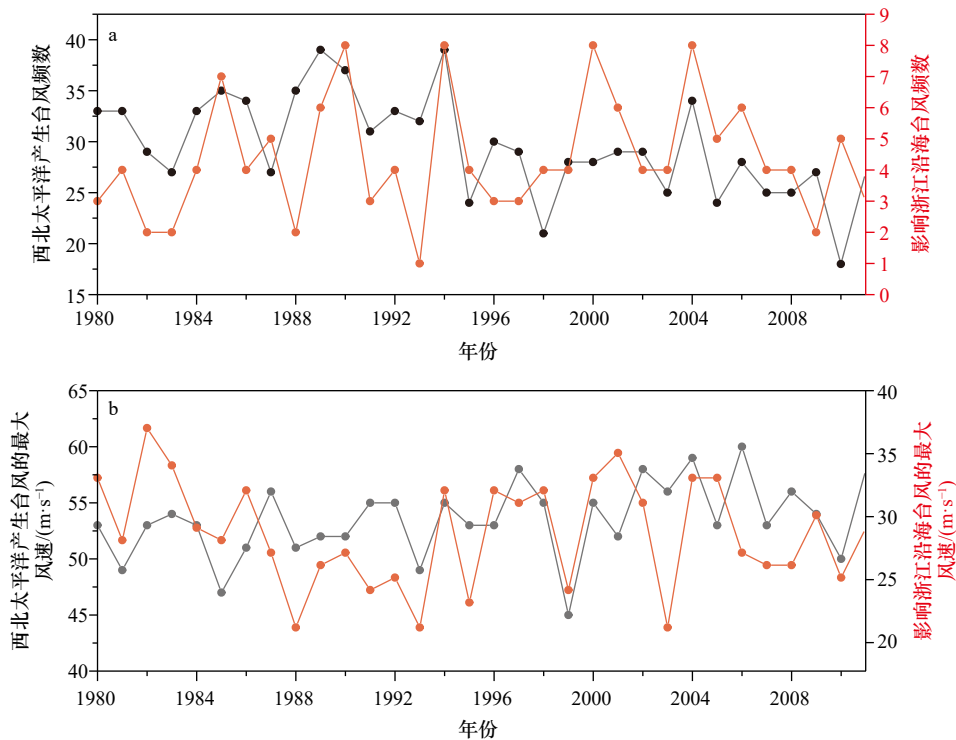 a
40
35
30
25
20
15
西北太平洋产生台风频数
9
8
7
6
5
4
3
2
1
0
影响浙江沿海台风频数
1980 1984 1988 1992 1996 2000 2004 2008
年份
b
65
60
55
50
45
40
西北太平洋产生台风的最大
风速/(m·s⁻¹)
40
35
30
25
20
影响浙江沿海台风的最大
风速/(m·s⁻¹)
1980 1984 1988 1992 1996 2000 2004 2008
年份